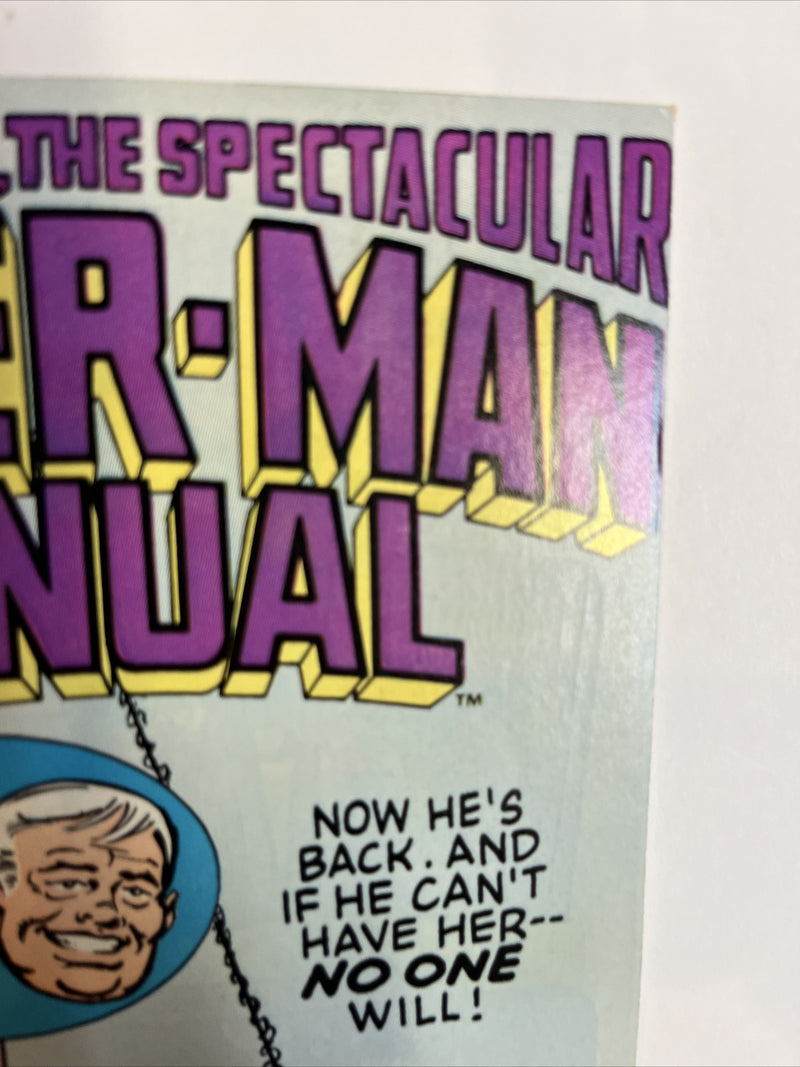 THE SPECTACULAR
ER-MAN
NUAL
TM
NOW HE'S
BACK. AND
IF HE CAN'T
HAVE HER--
NO ONE
WILL!